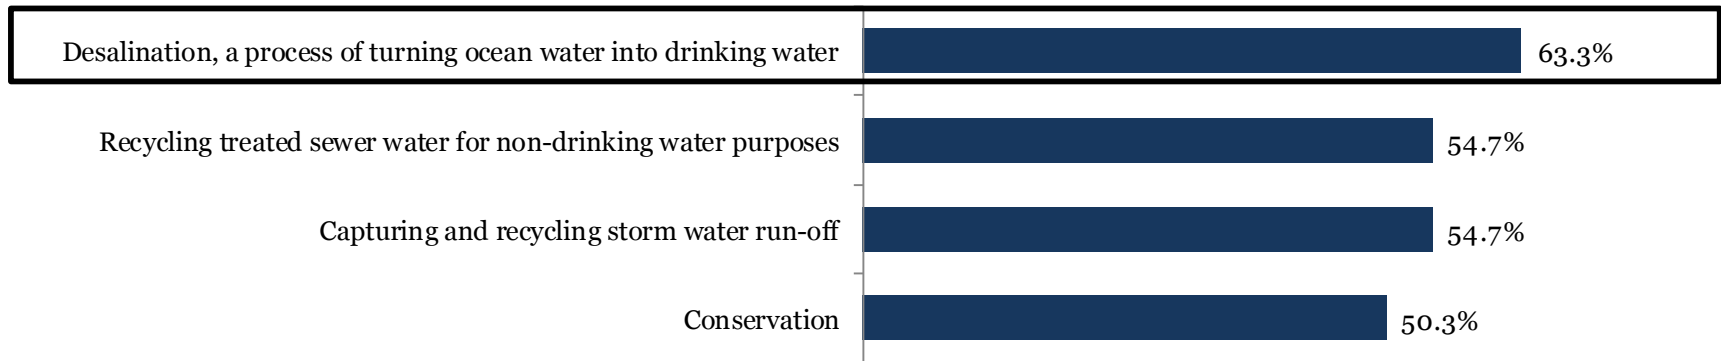 Desalination, a process of turning ocean water into drinking water 63.3%
Recycling treated sewer water for non-drinking water purposes 54.7%
Capturing and recycling storm water run-off 54.7%
Conservation 50.3%